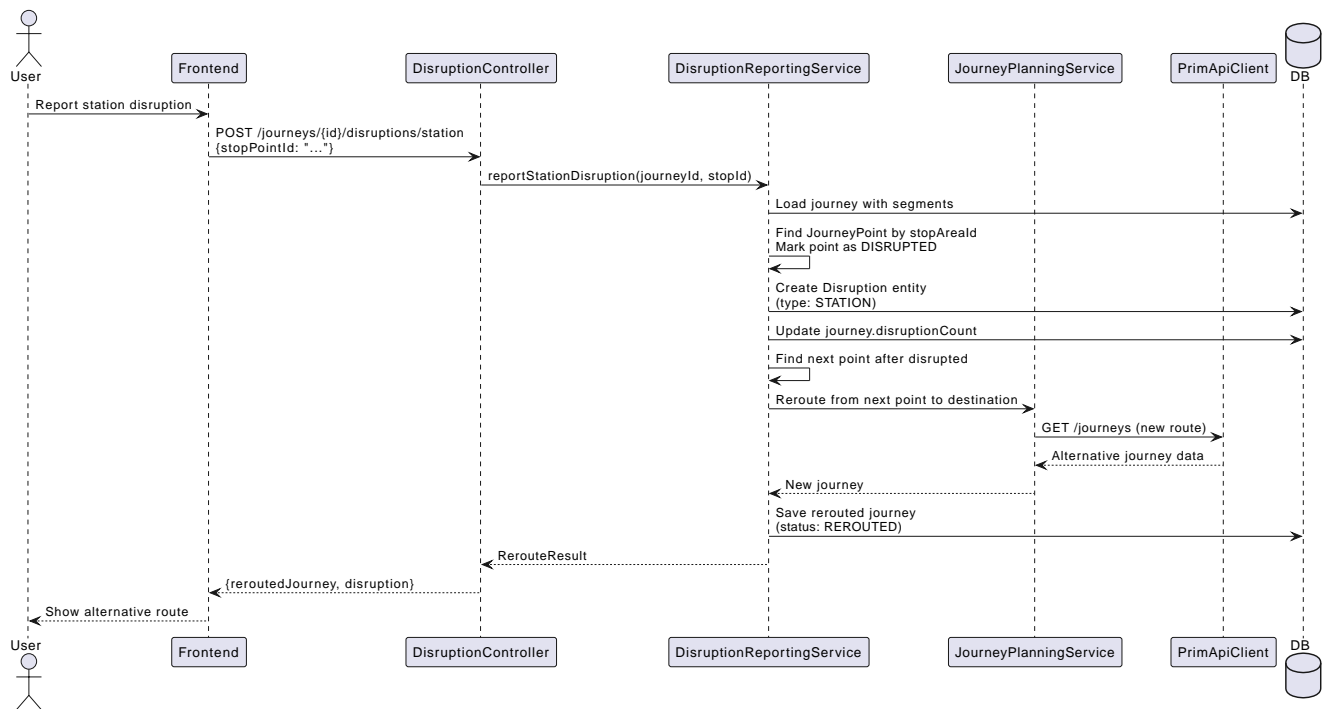 User
Frontend
DisruptionController
DisruptionReportingService
JourneyPlanningService
PrimApiClient
DB
Report station disruption
POST /journeys/{id}/disruptions/station
{stopPointId: "..."}
reportStationDisruption(journeyId, stopId)
Load journey with segments
Find JourneyPoint by stopAreaId
Mark point as DISRUPTED
Create Disruption entity
(type: STATION)
Update journey.disruptionCount
Find next point after disrupted
Reroute from next point to destination
GET /journeys (new route)
Alternative journey data
New journey
Save rerouted journey
(status: REROUTED)
RerouteResult
{reroutedJourney, disruption}
Show alternative route
User
Frontend
DisruptionController
DisruptionReportingService
JourneyPlanningService
PrimApiClient
DB